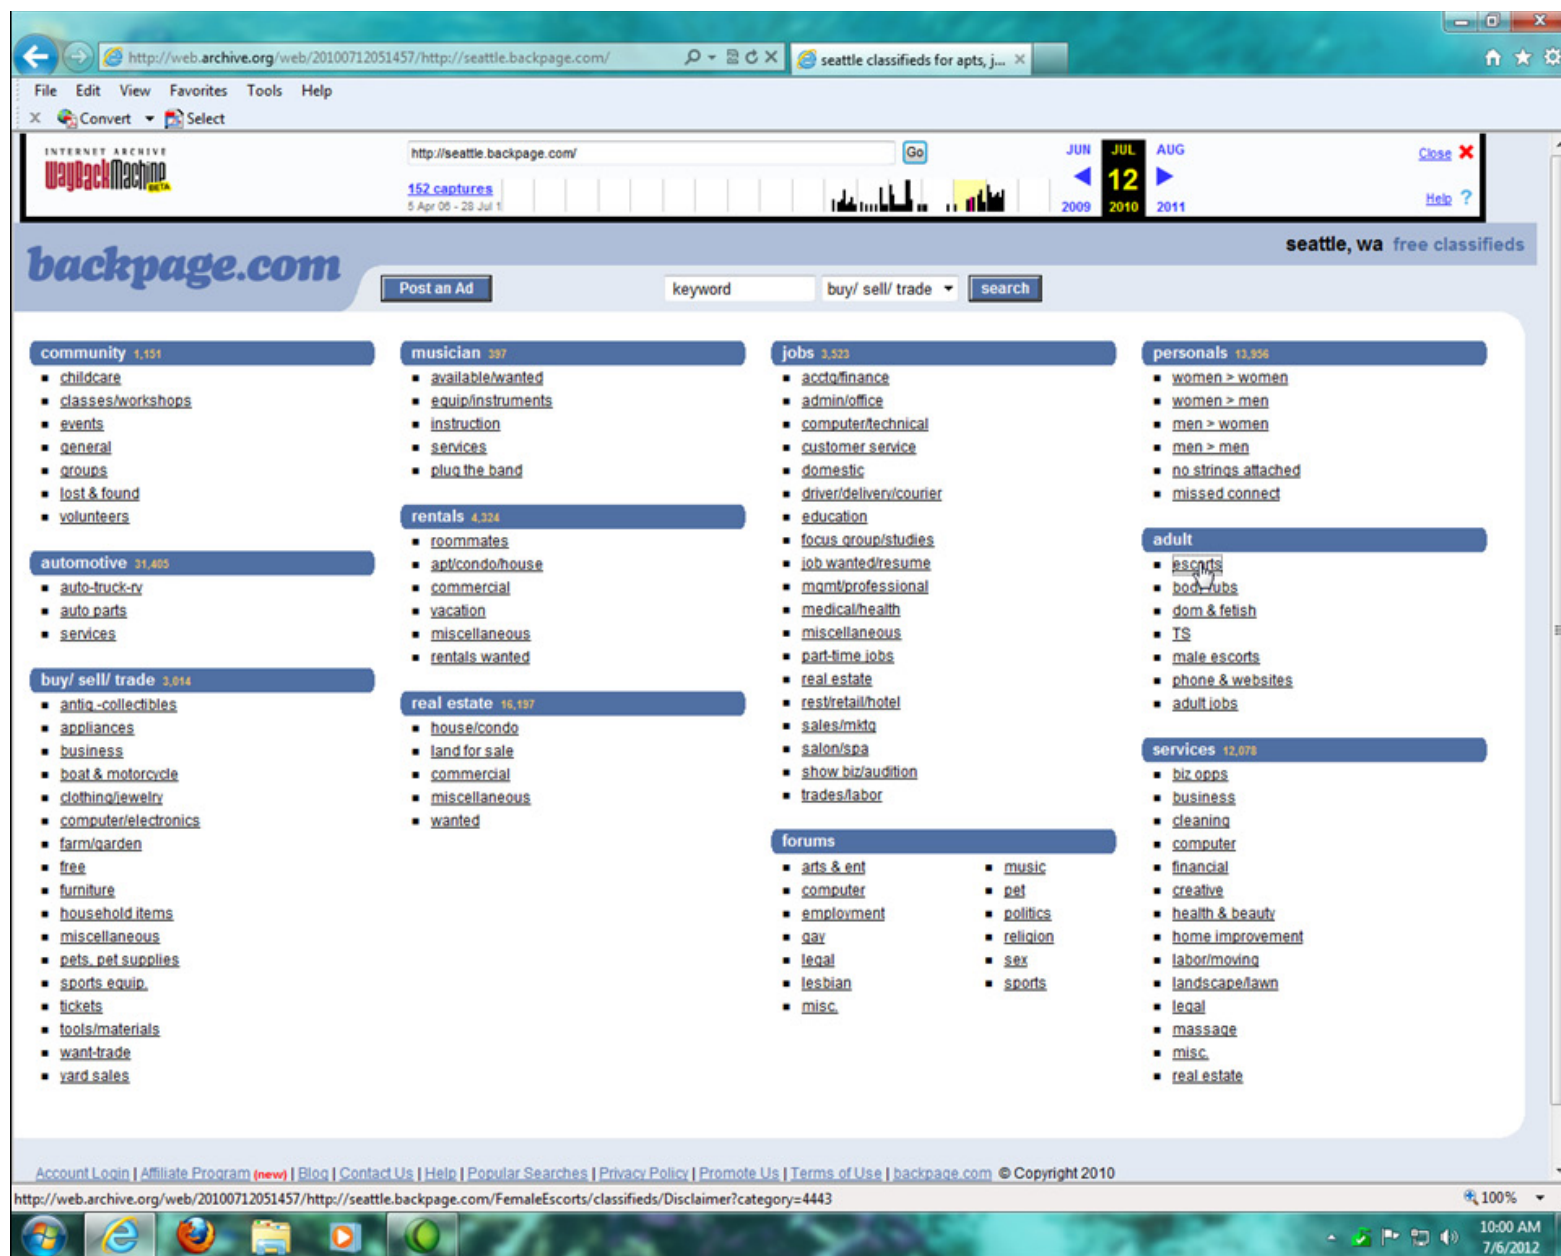 http://web.archive.org/web/20100712051457/http://seattle.backpage.com/
seattle classifieds for apts, j...
File Edit View Favorites Tools Help
x Convert Select
INTERNET ARCHIVE
WayBackMachine
BETA
http://seattle.backpage.com/
Go
152 captures
5 Apr 06 - 28 Jul 1
JUN JUL AUG
12
2009 2010 2011
Close
Help ?
backpage.com
seattle, wa free classifieds
Post an Ad
keyword
buy/ sell/ trade
search
community 1,151
childcare
classes/workshops
events
general
groups
lost & found
volunteers
automotive 31,405
auto-truck-rv
auto parts
services
buy/ sell/ trade 3,014
antiq.-collectibles
appliances
business
boat & motorcycle
clothing/jewelry
computer/electronics
farm/garden
free
furniture
household items
miscellaneous
pets, pet supplies
sports equip.
tickets
tools/materials
want-trade
yard sales
musician 397
available/wanted
equip/instruments
instruction
services
plug the band
rentals 4,324
roommates
apt/condo/house
commercial
vacation
miscellaneous
rentals wanted
real estate 16,197
house/condo
land for sale
commercial
miscellaneous
wanted
jobs 3,523
acctg/finance
admin/office
computer/technical
customer service
domestic
driver/delivery/courier
education
focus group/studies
job wanted/resume
mgmt/professional
medical/health
miscellaneous
part-time jobs
real estate
rest/retail/hotel
sales/mktg
salon/spa
show biz/audition
trades/labor
forums
arts & ent
computer
employment
gay
legal
lesbian
misc.
music
pet
politics
religion
sex
sports
personals 13,956
women > women
women > men
men > women
men > men
no strings attached
missed connect
adult
escorts
body rubs
dom & fetish
TS
male escorts
phone & websites
adult jobs
services 12,078
biz opps
business
cleaning
computer
financial
creative
health & beauty
home improvement
labor/moving
landscape/lawn
legal
massage
misc.
real estate
Account Login | Affiliate Program (new) | Blog | Contact Us | Help | Popular Searches | Privacy Policy | Promote Us | Terms of Use | backpage.com © Copyright 2010
http://web.archive.org/web/20100712051457/http://seattle.backpage.com/FemaleEscorts/classifieds/Disclaimer?category=4443
100%
10:00 AM
7/6/2012